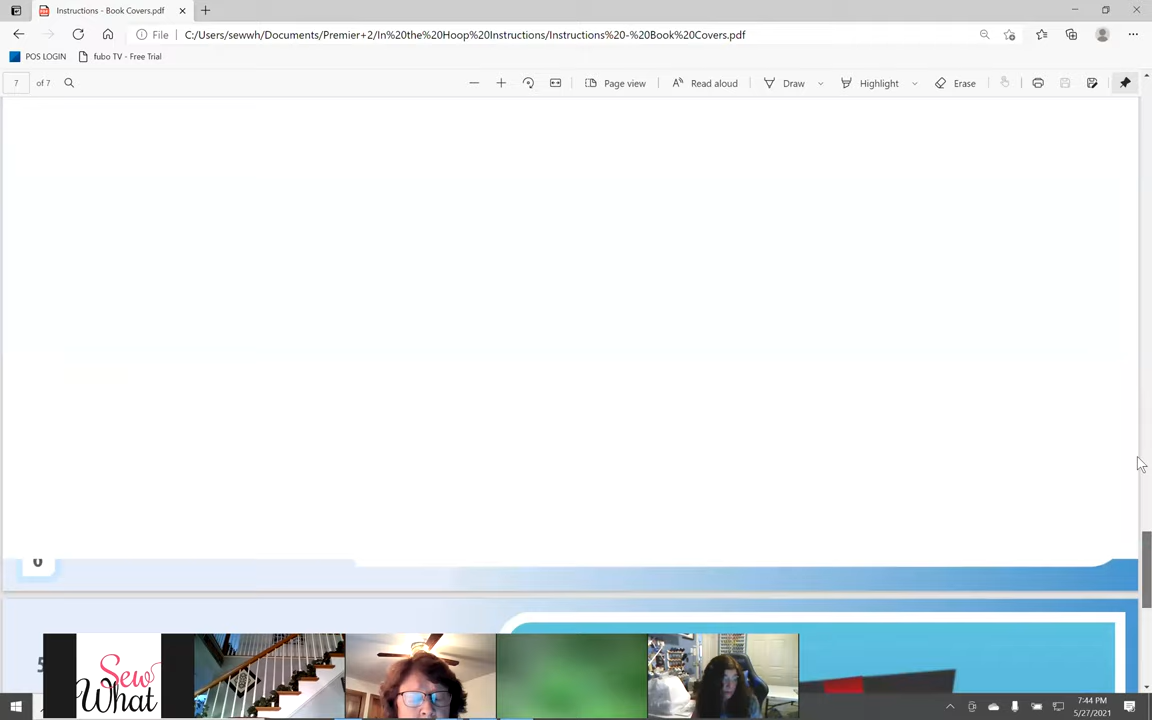 Instructions - Book Covers.pdf
File C:/Users/sewwh/Documents/Premier+2/In%20the%20Hoop%20Instructions/Instructions%20-%20Book%20Covers.pdf
POS LOGIN fubo TV - Free Trial
7 of 7 Page view Read aloud Draw Highlight Erase
6
5
Sew
What
7:44 PM
5/27/2021